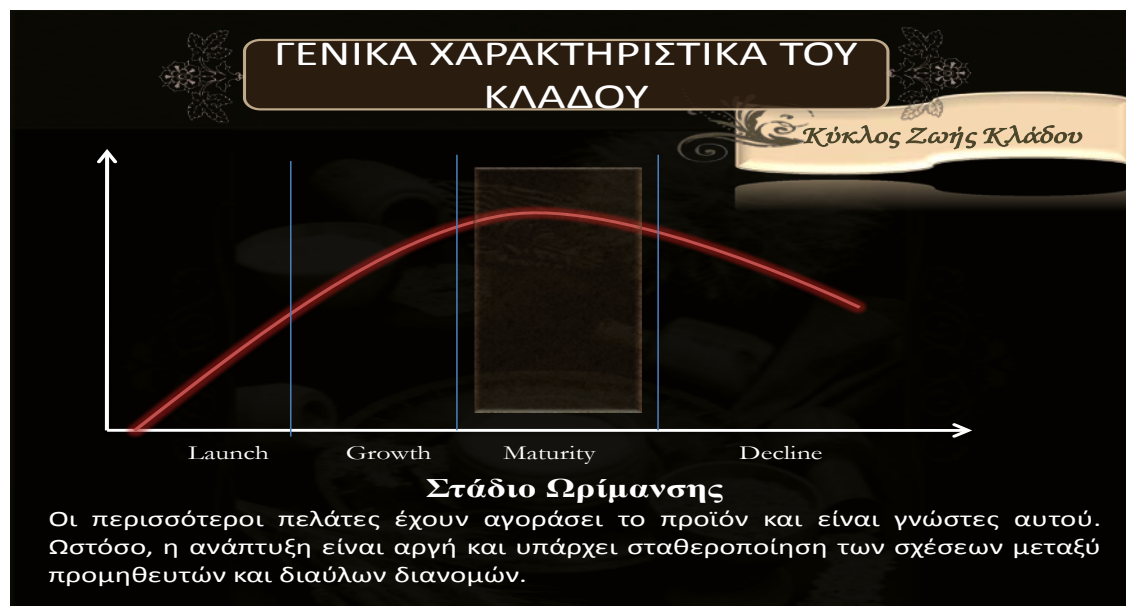 ΓΕΝΙΚΑ ΧΑΡΑΚΤΗΡΙΣΤΙΚΑ ΤΟΥ
ΚΛΑΔΟΥ
Κύκλος Ζωής Κλάδου
Launch Growth Maturity Decline
Στάδιο Ωρίμανσης
Οι περισσότεροι πελάτες έχουν αγοράσει το προϊόν και είναι γνώστες αυτού.
Ωστόσο, η ανάπτυξη είναι αργή και υπάρχει σταθεροποίηση των σχέσεων μεταξύ
προμηθευτών και διαύλων διανομών.